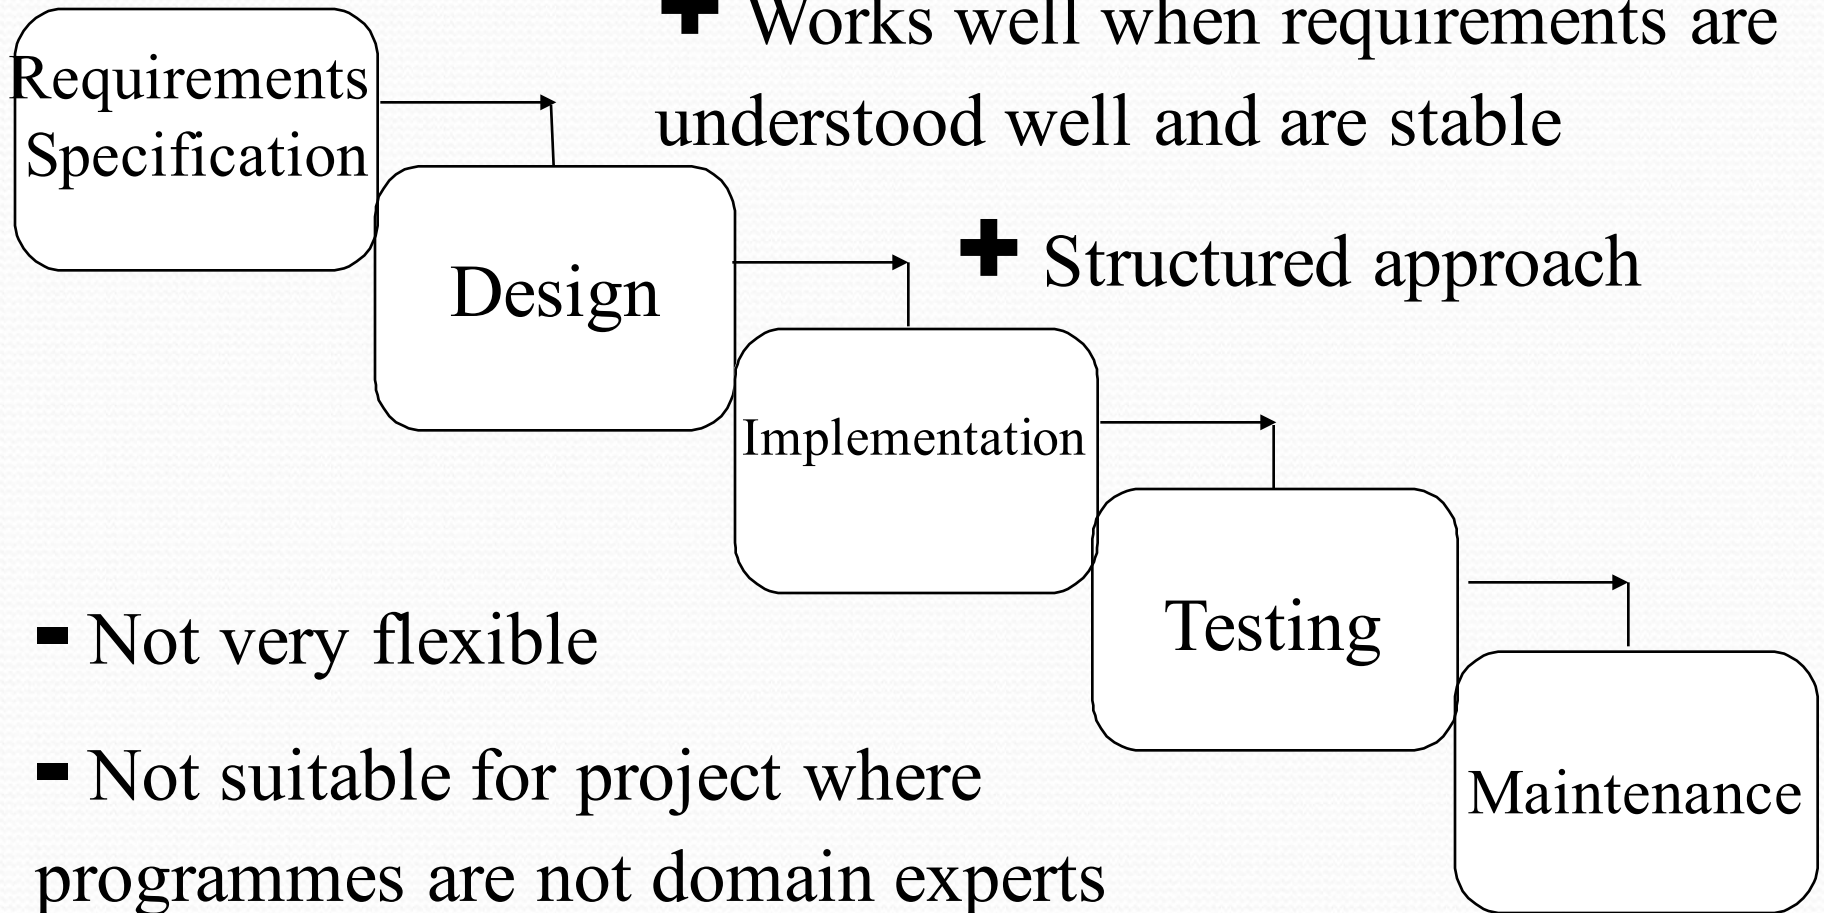 ✚ Works well when requirements are
understood well and are stable
Requirements
Specification
✚ Structured approach
Design
Implementation
Testing
Maintenance
- Not very flexible
- Not suitable for project where
programmes are not domain experts